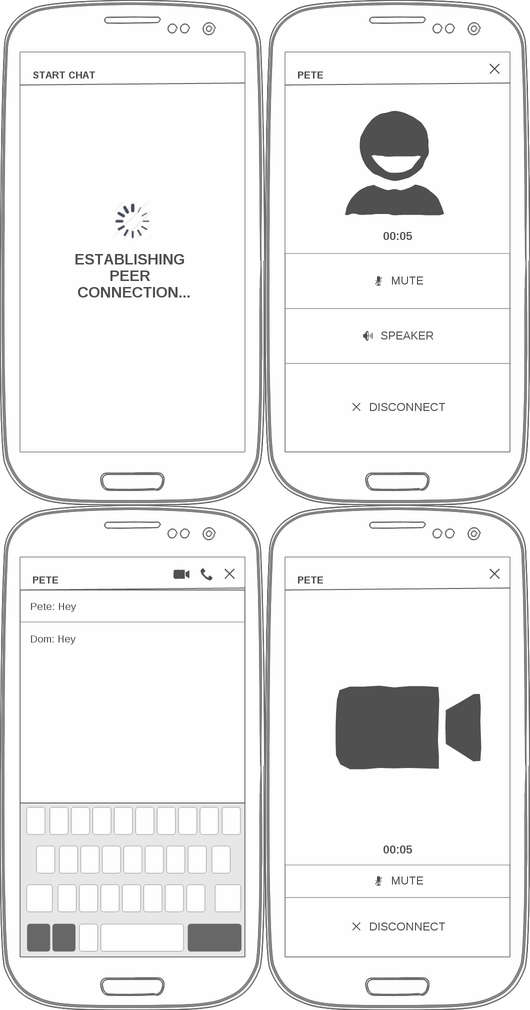 START CHAT
ESTABLISHING
PEER
CONNECTION...
PETE
00:05
MUTE
SPEAKER
DISCONNECT
PETE
Pete: Hey
Dom: Hey
PETE
00:05
MUTE
DISCONNECT